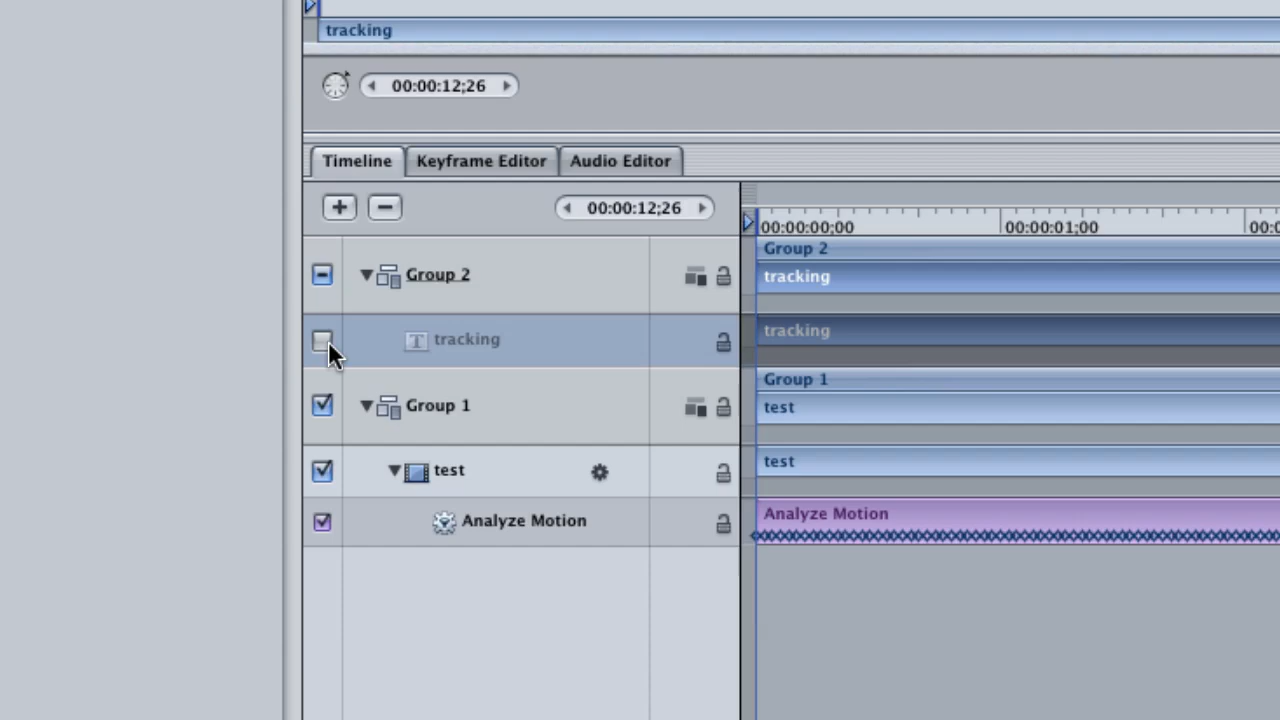 tracking
00:00:12;26
Timeline Keyframe Editor Audio Editor
00:00:12;26
00:00:00;00 00:00:01;00 00:0
Group 2 Group 2
tracking
T tracking tracking
Group 1 Group 1
test
test test
Analyze Motion Analyze Motion